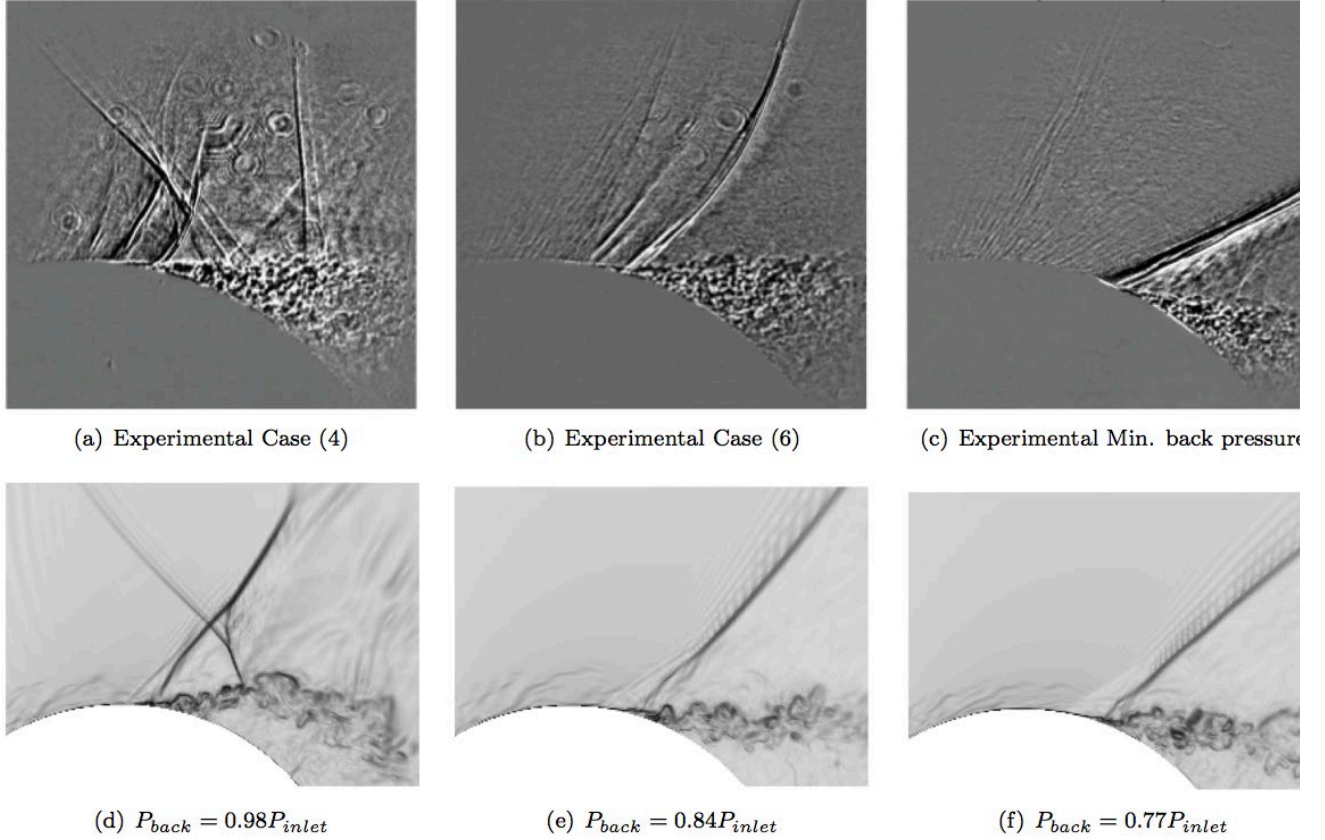 (a) Experimental Case (4)
(b) Experimental Case (6)
(c) Experimental Min. back pressure
(d) P_{back} = 0.98P_{inlet}
(e) P_{back} = 0.84P_{inlet}
(f) P_{back} = 0.77P_{inlet}